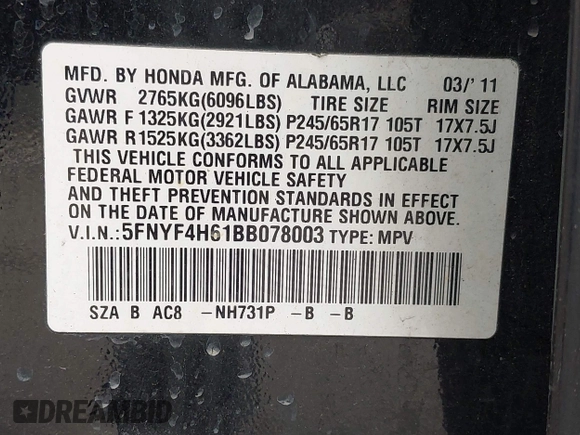 MFD. BY HONDA MFG. OF ALABAMA, LLC 03/'11
GVWR 2765KG(6096LBS) TIRE SIZE RIM SIZE
GAWR F 1325KG(2921LBS) P245/65R17 105T 17X7.5J
GAWR R 1525KG(3362LBS) P245/65R17 105T 17X7.5J
THIS VEHICLE CONFORMS TO ALL APPLICABLE
FEDERAL MOTOR VEHICLE SAFETY
AND THEFT PREVENTION STANDARDS IN EFFECT
ON THE DATE OF MANUFACTURE SHOWN ABOVE.
V.I.N.:5FNYF4H61BB078003 TYPE: MPV
SZA B AC8 –NH731P –B –B
DREAMBID